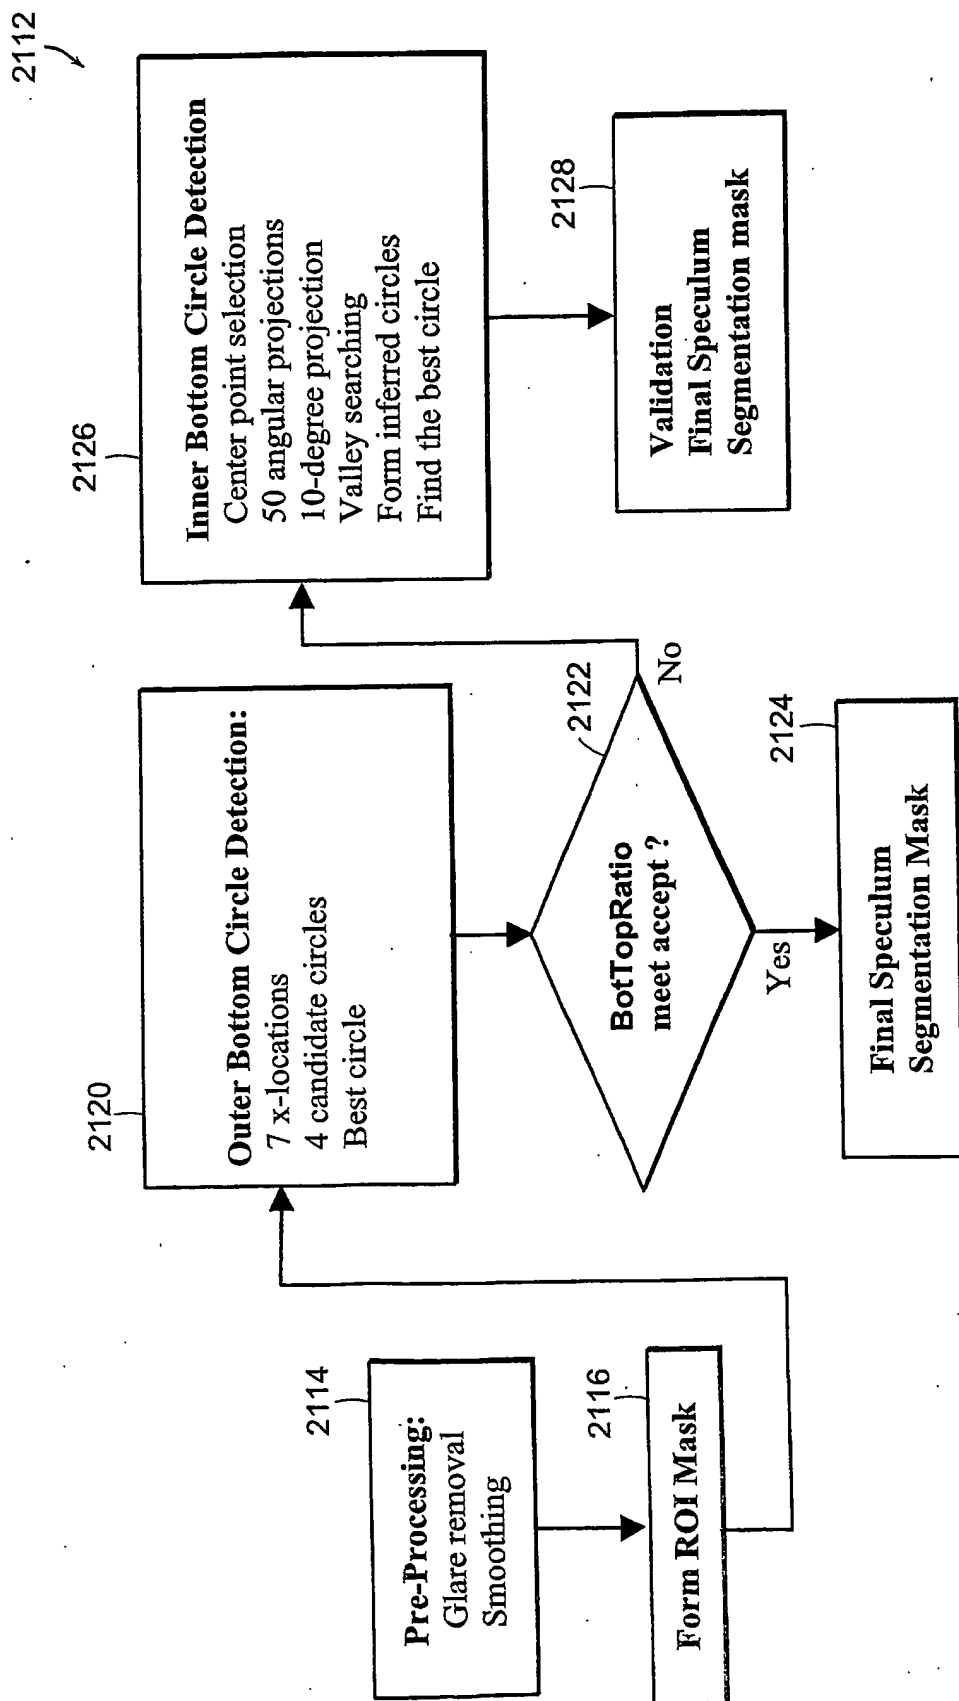 2112
2114
Pre-Processing:
Glare removal
Smoothing
2116
Form ROI Mask
2120
Outer Bottom Circle Detection:
7 x-locations
4 candidate circles
Best circle
2122
BotTopRatio
meet accept ?
No
Yes
2124
Final Speculum
Segmentation Mask
2126
Inner Bottom Circle Detection
Center point selection
50 angular projections
10-degree projection
Valley searching
Form inferred circles
Find the best circle
2128
Validation
Final Speculum
Segmentation mask